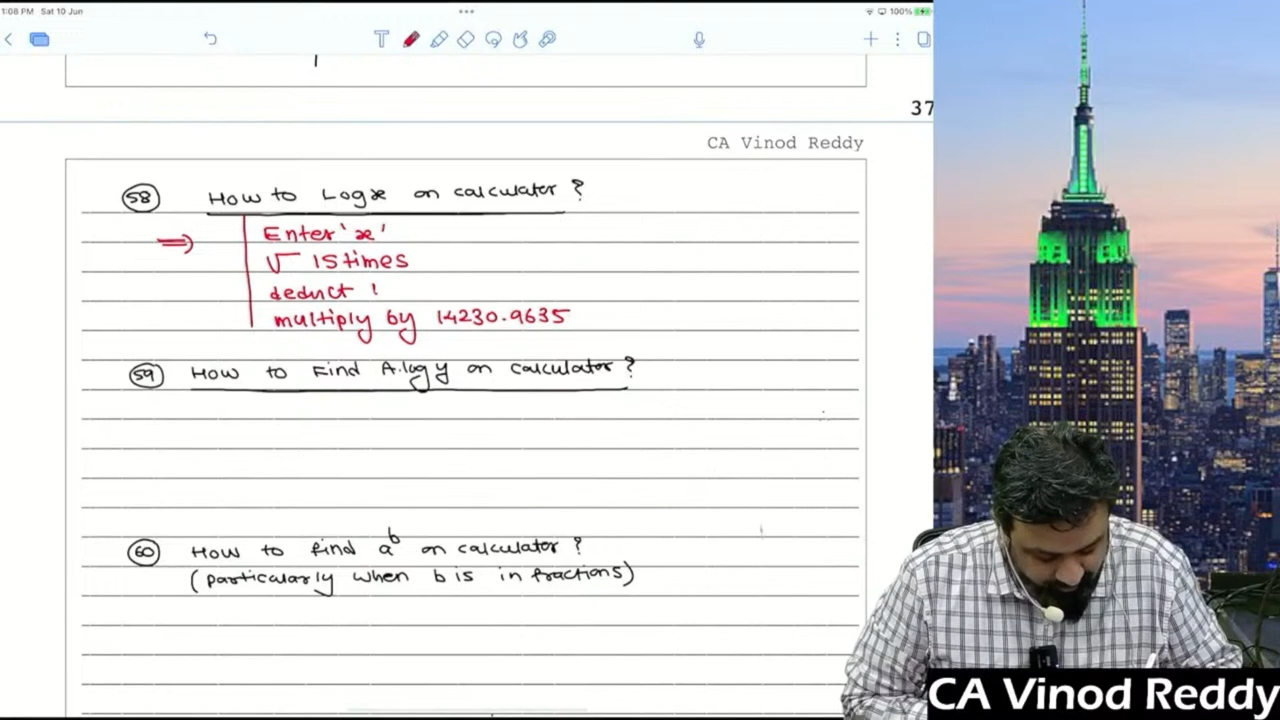 1:08 PM Sat 10 Jun
100%
T
37
CA Vinod Reddy
58 How to Logx on calculator ?
⇒ Enter 'x'
√ 15 times
deduct 1
multiply by 14230.9635
59 How to Find A.log y on calculator ?
60 How to find a^b on calculator ?
(particularly when b is in fractions)
CA Vinod Reddy